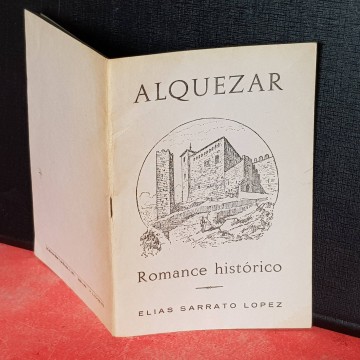 ALQUEZAR
Romance histórico
ELIAS SARRATO LOPEZ